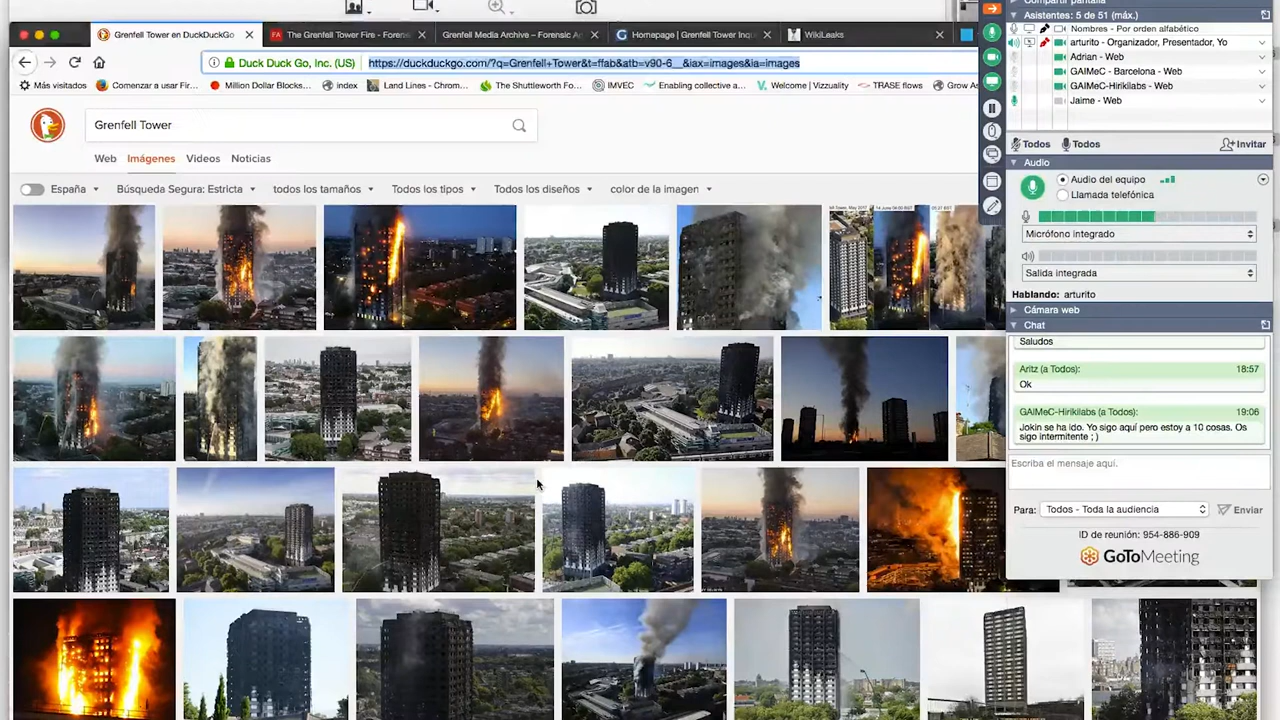 Compartir pantalla
Asistentes: 5 de 51 (máx.)
Nombres - Por orden alfabético
arturito - Organizador, Presentador, Yo
Adrian - Web
GAIMeC - Barcelona - Web
GAIMeC-Hirikilabs - Web
Jaime - Web
Todos
Todos
Invitar
Audio
Audio del equipo
Llamada telefónica
Micrófono integrado
Salida integrada
Hablando: arturito
Cámara web
Chat
Saludos
Aritz (a Todos): 18:57
Ok
GAIMeC-Hirikilabs (a Todos): 19:06
Jokin se ha ido. Yo sigo aquí pero estoy a 10 cosas. Os
sigo intermitente ; )
Escriba el mensaje aquí.
Para: Todos - Toda la audiencia
Enviar
ID de reunión: 954-886-909
GoToMeeting
Grenfell Tower en DuckDuckGo
The Grenfell Tower Fire - Forens
Grenfell Media Archive – Forensic Ag
Homepage | Grenfell Tower Inqu
WikiLeaks
Duck Duck Go, Inc. (US)
https://duckduckgo.com/?q=Grenfell+Tower&t=ffab&atb=v90-6__&iax=images&ia=images
Más visitados
Comenzar a usar Fir...
Million Dollar Blocks...
index
Land Lines - Chrom...
The Shuttleworth Fo...
IMVEC
Enabling collective a...
Welcome | Vizzuality
TRASE flows
Grow As
Grenfell Tower
Web
Imágenes
Videos
Noticias
España
Búsqueda Segura: Estricta
todo los tamaños
Todos los tipos
Todos los diseños
color de la imagen